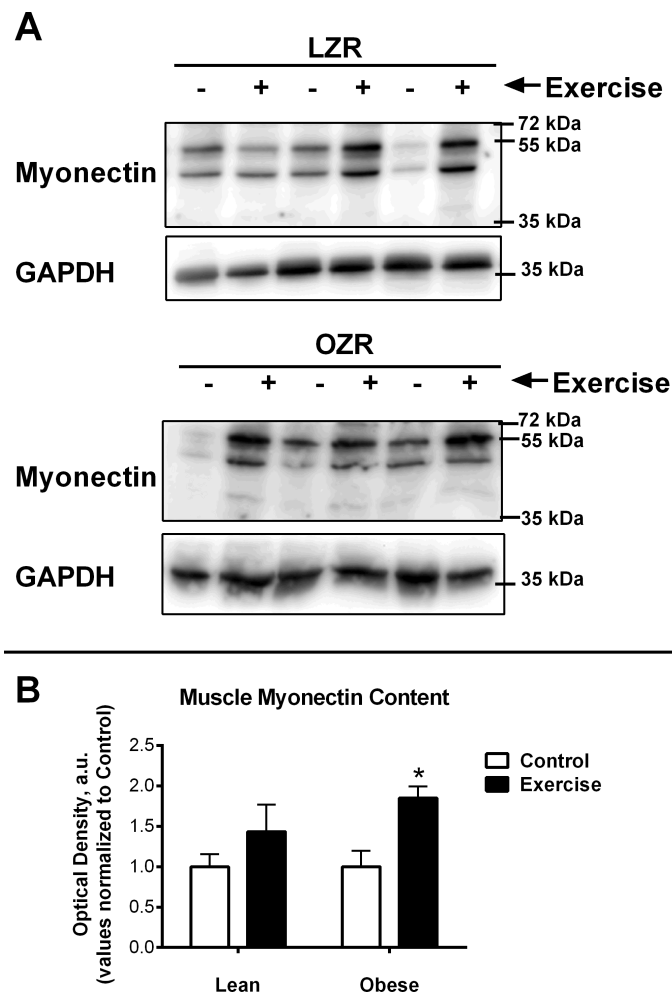 A
LZR
- + - + - + Exercise
72 kDa
55 kDa
Myonectin
35 kDa
GAPDH
35 kDa
OZR
- + - + - + Exercise
72 kDa
55 kDa
Myonectin
35 kDa
GAPDH
35 kDa
B
Muscle Myonectin Content
Optical Density, a.u.
(values normalized to Control)
2.5
2.0
1.5
1.0
0.5
0.0
*
Control
Exercise
Lean Obese